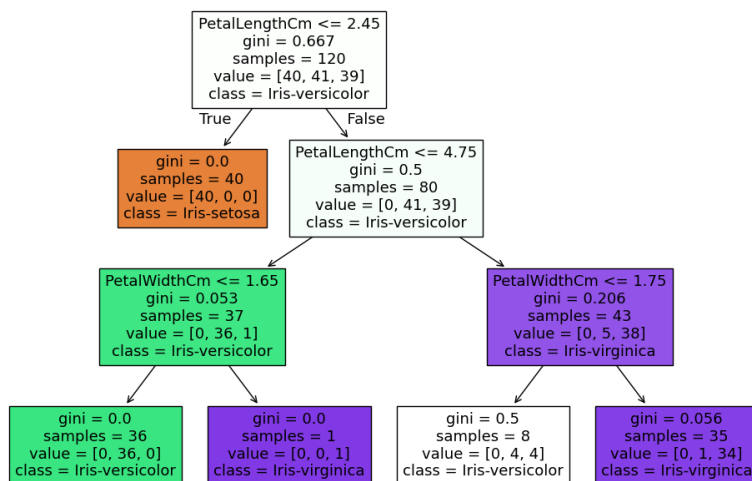 PetalLengthCm <= 2.45
gini = 0.667
samples = 120
value = [40, 41, 39]
class = Iris-versicolor
True
False
gini = 0.0
samples = 40
value = [40, 0, 0]
class = Iris-setosa
PetalLengthCm <= 4.75
gini = 0.5
samples = 80
value = [0, 41, 39]
class = Iris-versicolor
PetalWidthCm <= 1.65
gini = 0.053
samples = 37
value = [0, 36, 1]
class = Iris-versicolor
PetalWidthCm <= 1.75
gini = 0.206
samples = 43
value = [0, 5, 38]
class = Iris-virginica
gini = 0.0
samples = 36
value = [0, 36, 0]
class = Iris-versicolor
gini = 0.0
samples = 1
value = [0, 0, 1]
class = Iris-virginica
gini = 0.5
samples = 8
value = [0, 4, 4]
class = Iris-versicolor
gini = 0.056
samples = 35
value = [0, 1, 34]
class = Iris-virginica